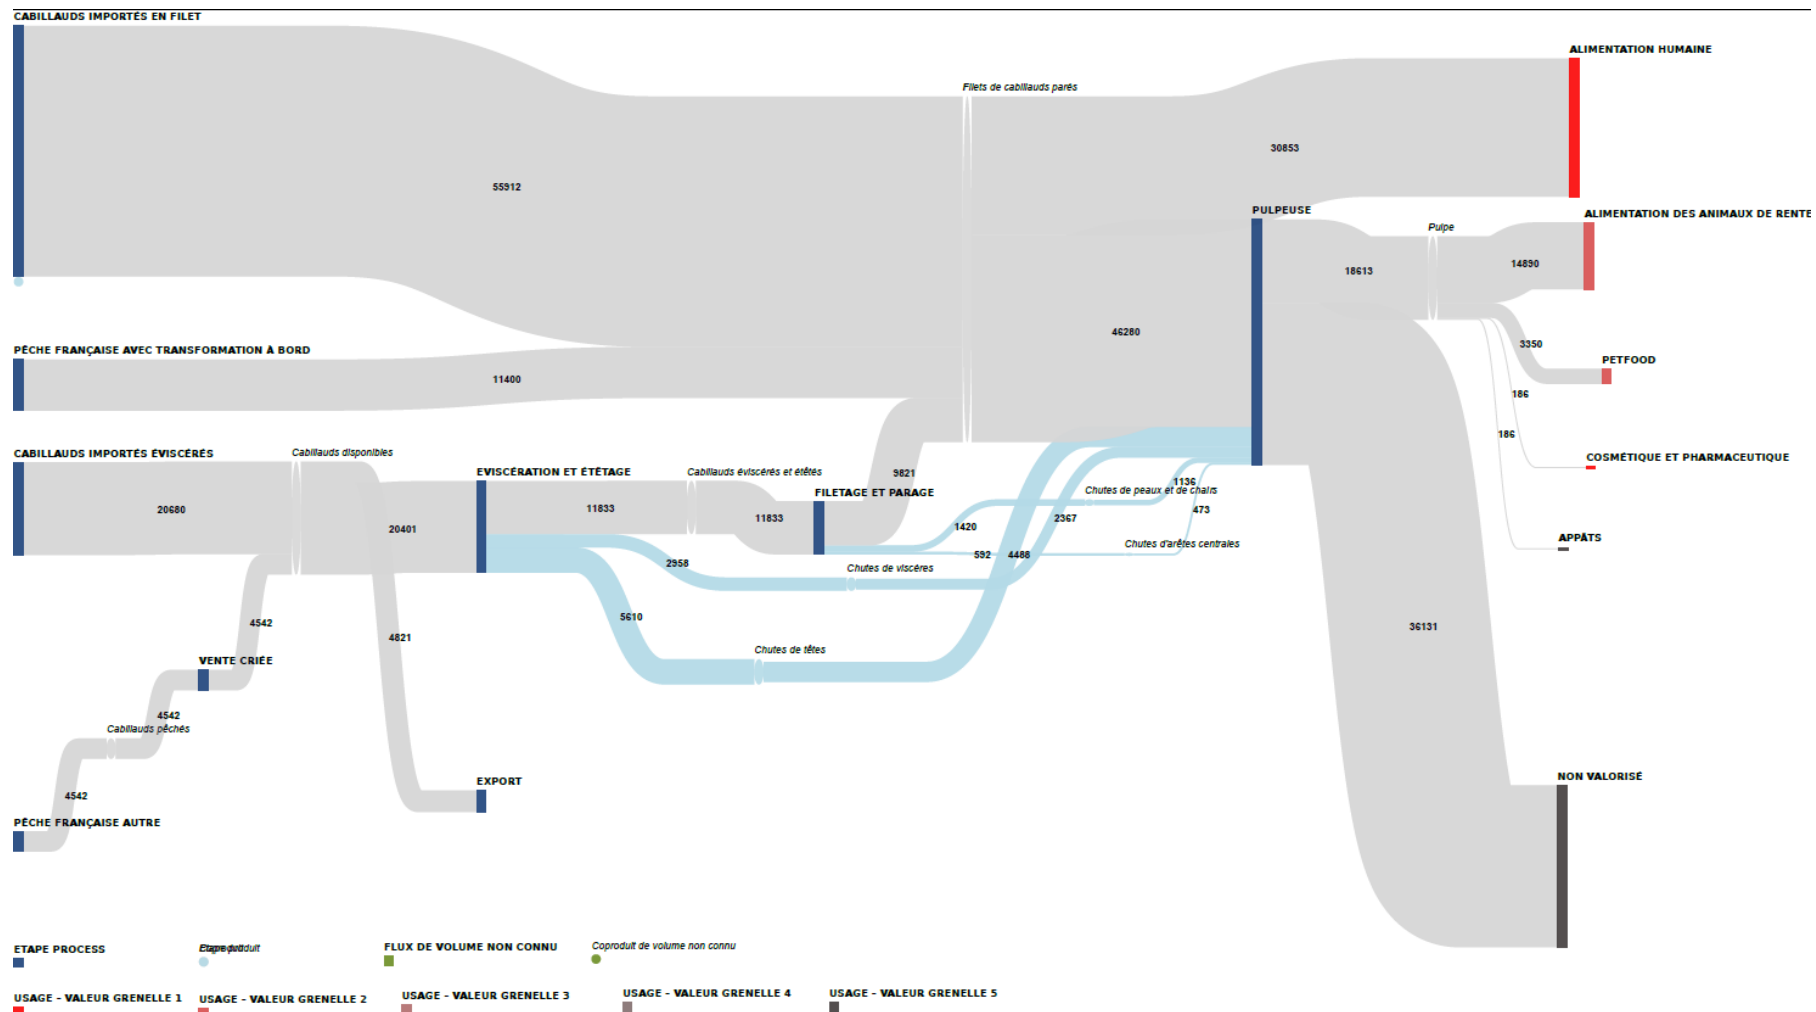 CABILLAUDS IMPORTÉS EN FILET
ALIMENTATION HUMAINE
Filets de cabillauds parés
30853
55912
PULPEUSE
ALIMENTATION DES ANIMAUX DE RENTE
Pulpe
18613
14890
46280
3350
PÊCHE FRANÇAISE AVEC TRANSFORMATION À BORD
11400
PETFOOD
186
186
CABILLAUDS IMPORTÉS ÉVISCÉRÉS
Cabillauds disponibles
EVISCÉRATION ET ÉTÊTAGE
Cabillauds éviscérés et étêtés
9821
FILETAGE ET PARAGE
COSMÉTIQUE ET PHARMACEUTIQUE
1136
Chutes de peaux et de chairs
20680
20401
11833
11833
1420
2367
473
592
4488
Chutes d'arêtes centrales
APPÂTS
2958
Chutes de viscères
5610
4542
4821
36131
Chutes de têtes
VENTE CRIÉE
4542
Cabillauds pêchés
4542
EXPORT
NON VALORISÉ
PÊCHE FRANÇAISE AUTRE
ETAPE PROCESS
FLUX DE VOLUME NON CONNU
Coproduit de volume non connu
USAGE - VALEUR GRENELLE 1
USAGE - VALEUR GRENELLE 2
USAGE - VALEUR GRENELLE 3
USAGE - VALEUR GRENELLE 4
USAGE - VALEUR GRENELLE 5